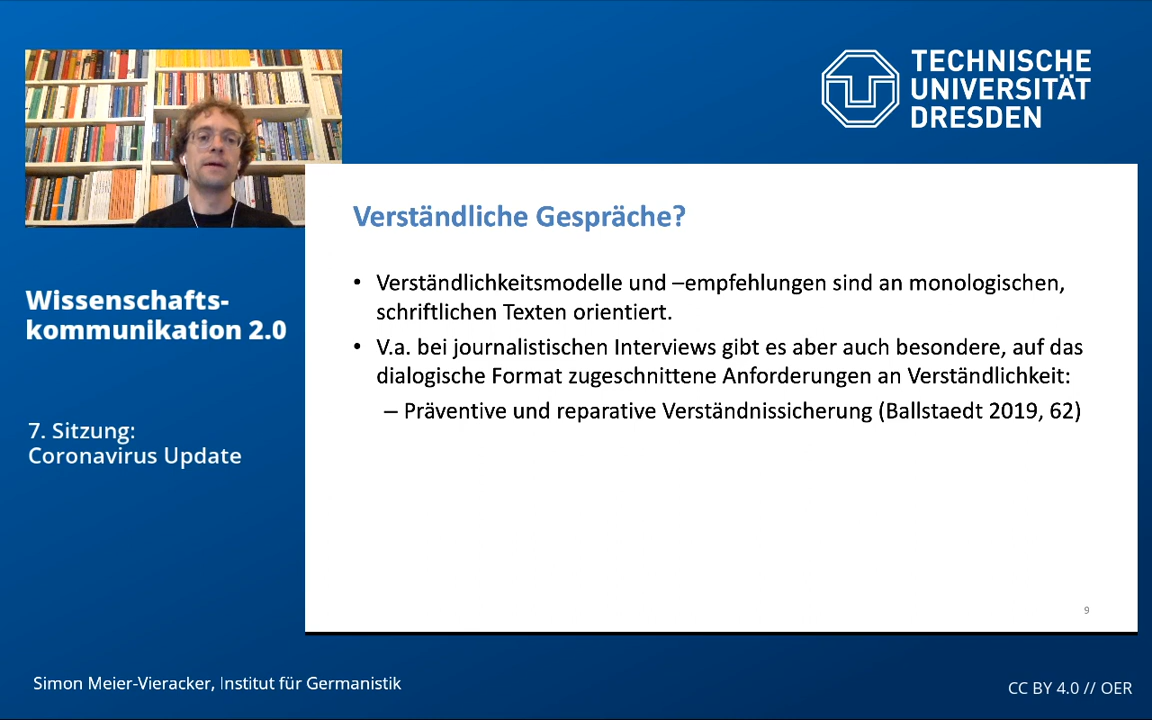 TECHNISCHE
UNIVERSITÄT
DRESDEN
Verständliche Gespräche?
• Verständlichkeitsmodelle und –empfehlungen sind an monologischen,
schriftlichen Texten orientiert.
• V.a. bei journalistischen Interviews gibt es aber auch besondere, auf das
dialogische Format zugeschnittene Anforderungen an Verständlichkeit:
– Präventive und reparative Verständnissicherung (Ballstaedt 2019, 62)
9
Wissenschafts-
kommunikation 2.0
7. Sitzung:
Coronavirus Update
Simon Meier-Vieracker, Institut für Germanistik
CC BY 4.0 // OER